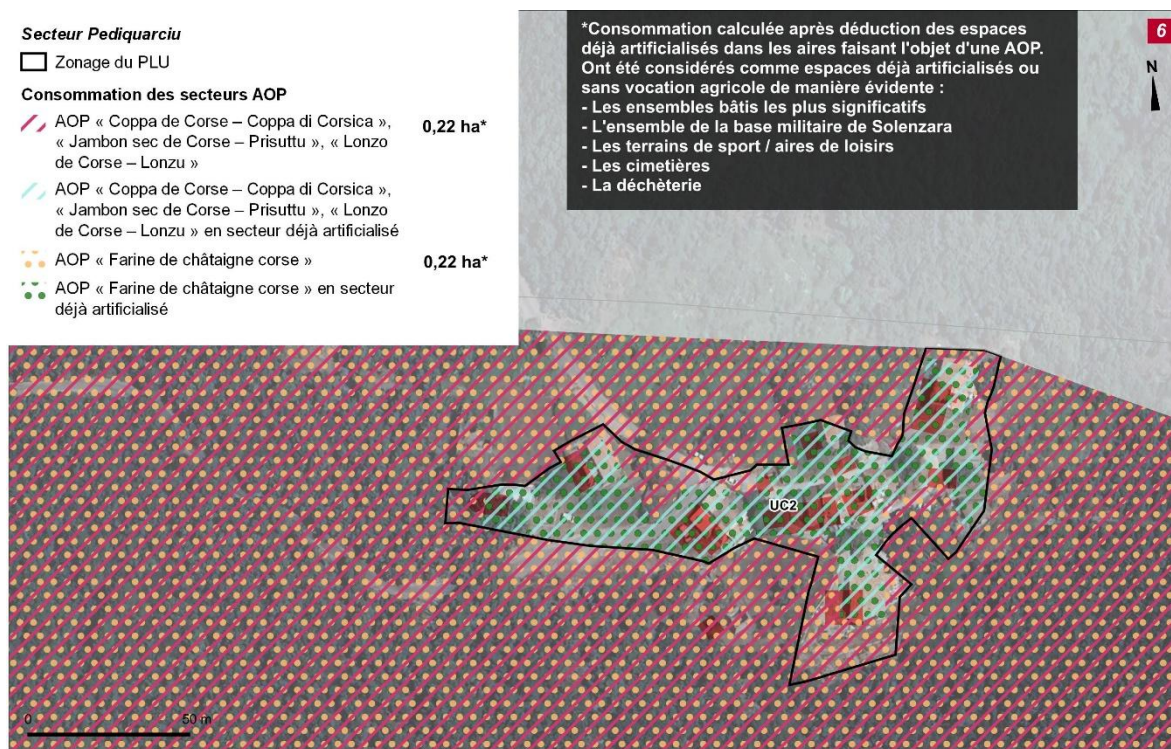 Secteur Pediquarciu
Zonage du PLU
Consommation des secteurs AOP
AOP « Coppa de Corse – Coppa di Corsica »,
« Jambon sec de Corse – Prisuttu », « Lonzo
de Corse – Lonzu »
0,22 ha*
AOP « Coppa de Corse – Coppa di Corsica »,
« Jambon sec de Corse – Prisuttu », « Lonzo
de Corse – Lonzu » en secteur déjà artificialisé
AOP « Farine de châtaigne corse »
0,22 ha*
AOP « Farine de châtaigne corse » en secteur
déjà artificialisé
*Consommation calculée après déduction des espaces
déjà artificialisés dans les aires faisant l'objet d'une AOP.
Ont été considérés comme espaces déjà artificialisés ou
sans vocation agricole de manière évidente :
- Les ensembles bâtis les plus significatifs
- L'ensemble de la base militaire de Solenzara
- Les terrains de sport / aires de loisirs
- Les cimetières
- La déchèterie
6
N
UC2
0 50 m